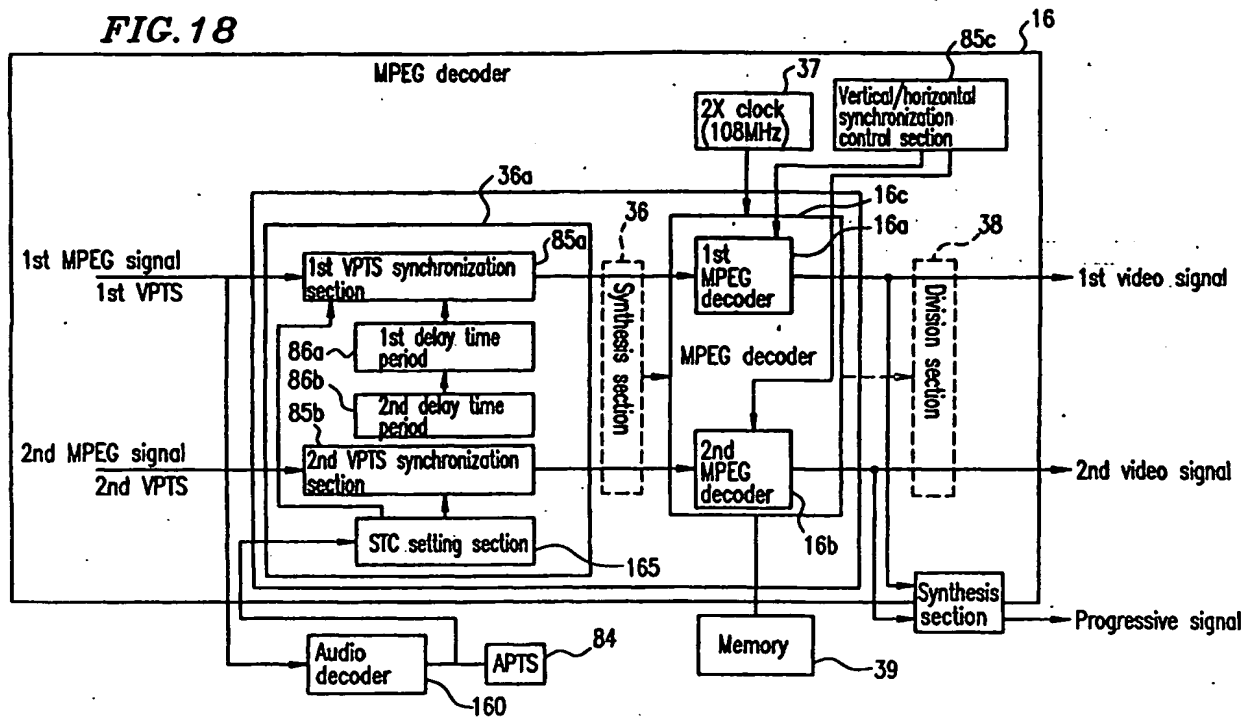 FIG.18
16
MPEG decoder
37
85c
2X clock
(108MHz)
Vertical/horizontal
synchronization
control section
36a
36
16c
16a
38
85a
1st MPEG signal
1st VPTS
1st VPTS synchronization
section
Synthesis section
1st
MPEG
decoder
Division section
1st video signal
86a
1st delay time
period
MPEG decoder
86b
2nd delay time
period
85b
2nd MPEG signal
2nd VPTS
2nd VPTS synchronization
section
2nd
MPEG
decoder
2nd video signal
STC setting section
165
16b
Synthesis
section
Progressive signal
Audio
decoder
160
APTS
84
Memory
39